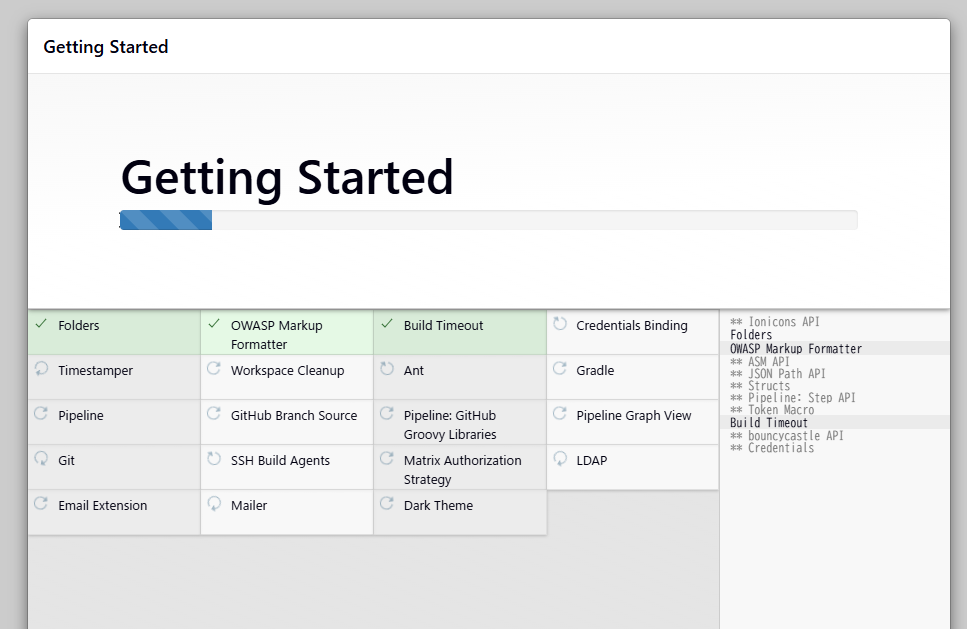 Getting Started
Getting Started
Folders
OWASP Markup
Formatter
Build Timeout
Credentials Binding
Timestamper
Workspace Cleanup
Ant
Gradle
Pipeline
GitHub Branch Source
Pipeline: GitHub
Groovy Libraries
Pipeline Graph View
Git
SSH Build Agents
Matrix Authorization
Strategy
LDAP
Email Extension
Mailer
Dark Theme
** Ionicons API
Folders
OWASP Markup Formatter
** ASM API
** JSON Path API
** Structs
** Pipeline: Step API
** Token Macro
Build Timeout
** bouncycastle API
** Credentials